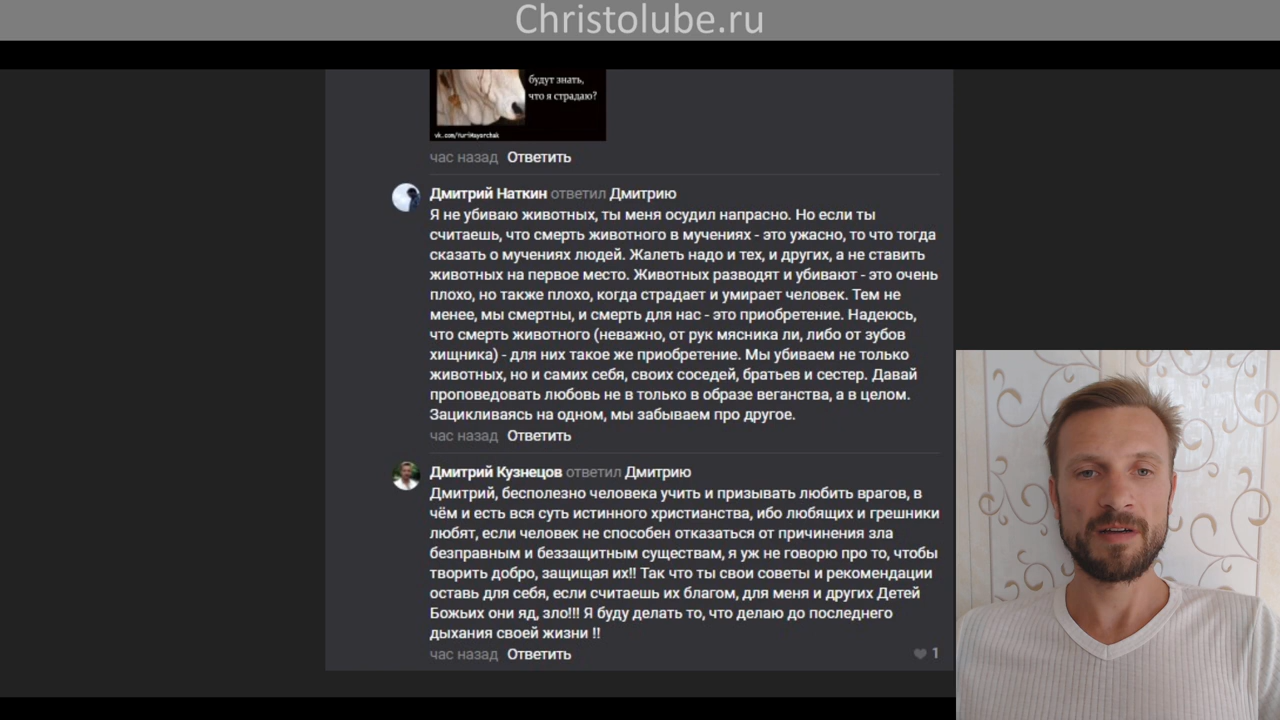 Christolube.ru
будут знать,
что я страдаю?
vk.com/YuriMayorchak
час назад Ответить
Дмитрий Наткин ответил Дмитрию
Я не убиваю животных, ты меня осудил напрасно. Но если ты
считаешь, что смерть животного в мучениях - это ужасно, то что тогда
сказать о мучениях людей. Жалеть надо и тех, и других, а не ставить
животных на первое место. Животных разводят и убивают - это очень
плохо, но также плохо, когда страдает и умирает человек. Тем не
менее, мы смертны, и смерть для нас - это приобретение. Надеюсь,
что смерть животного (неважно, от рук мясника ли, либо от зубов
хищника) - для них такое же приобретение. Мы убиваем не только
животных, но и самих себя, своих соседей, братьев и сестер. Давай
проповедовать любовь не в только в образе веганства, а в целом.
Зацикливаясь на одном, мы забываем про другое.
час назад Ответить
Дмитрий Кузнецов ответил Дмитрию
Дмитрий, бесполезно человека учить и призывать любить врагов, в
чём и есть вся суть истинного христианства, ибо любящих и грешники
любят, если человек не способен отказаться от причинения зла
безправным и беззащитным существам, я уж не говорю про то, чтобы
творить добро, защищая их!! Так что ты свои советы и рекомендации
оставь для себя, если считаешь их благом, для меня и других Детей
Божьих они яд, зло!!! Я буду делать то, что делаю до последнего
дыхания своей жизни !!
час назад Ответить
1